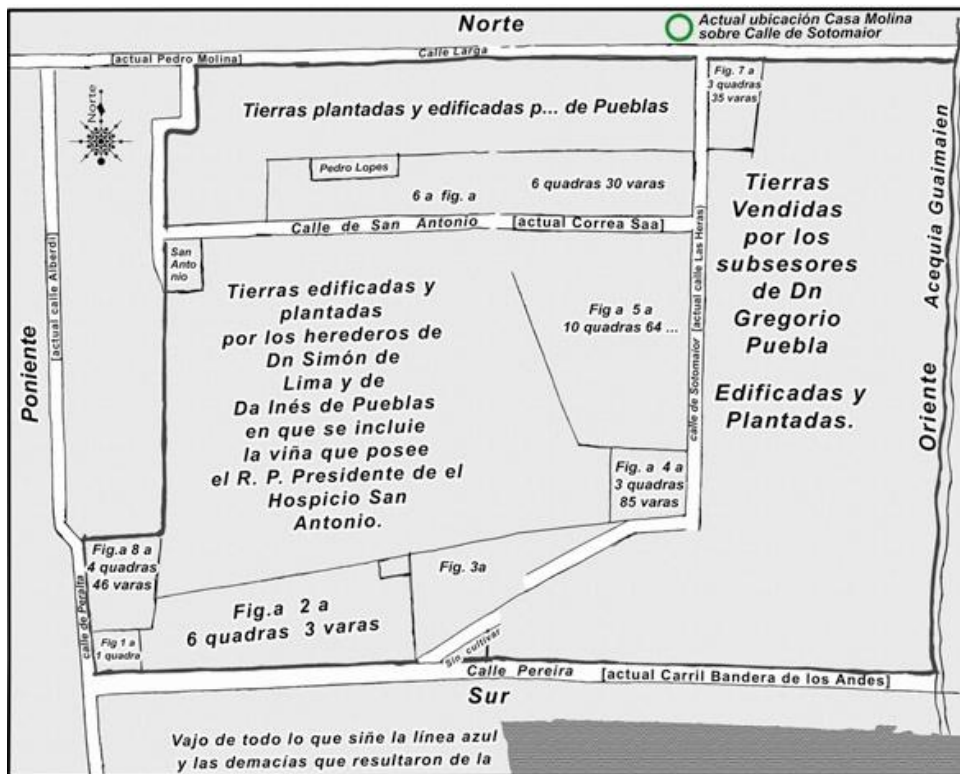 Norte
Actual ubicación Casa Molina
sobre Calle de Sotomaior
Calle Larga
[actual Pedro Molina]
Norte
Fig. 7 a
3 quadras
35 varas
Tierras plantadas y edificadas p... de Pueblas
Pedro Lopes
6 a fig. a
6 quadras 30 varas
Calle de San Antonio
[actual Correa Saa]
San
Anto
nio
Tierras edificadas y
plantadas
por los herederos de
Dn Simón de
Lima y de
Da Inés de Pueblas
en que se incluie
la viña que posee
el R. P. Presidente de el
Hospicio San
Antonio.
Fig a 5 a
10 quadras 64 ...
Tierras
Vendidas
por los
subsesores
de Dn
Gregorio
Puebla
Edificadas y
Plantadas.
Acequia Guaimaien
Oriente
Poniente
[actual calle Alberdi]
calle de Sotomaior [actual calle Las Heras)
Fig. a 4 a
3 quadras
85 varas
Fig.a 8 a
4 quadras
46 varas
Fig. 3a
Fig.a 2 a
6 quadras 3 varas
calle de Peralta
Fig 1 a
1 quadra
Sin cultivar
Calle Pereira
[actual Carril Bandera de los Andes]
Sur
Vajo de todo lo que siñe la línea azul
y las demacías que resultaron de la